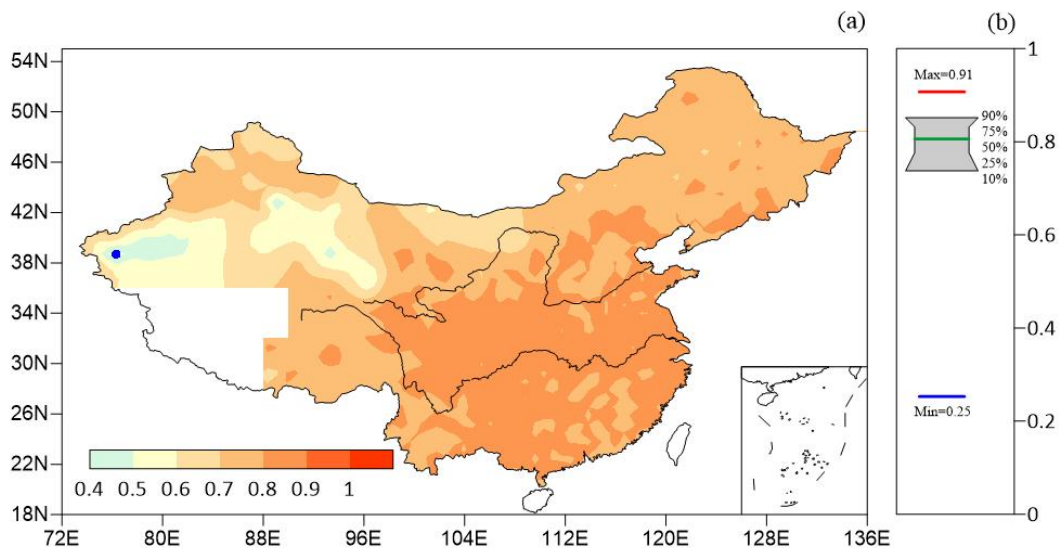 (a)
(b)
54N
50N
46N
42N
38N
34N
30N
26N
22N
18N
72E
80E
88E
96E
104E
112E
120E
128E
136E
0.4
0.5
0.6
0.7
0.8
0.9
1
Max=0.91
90%
75%
50%
25%
10%
Min=0.25
1
0.8
0.6
0.4
0.2
0